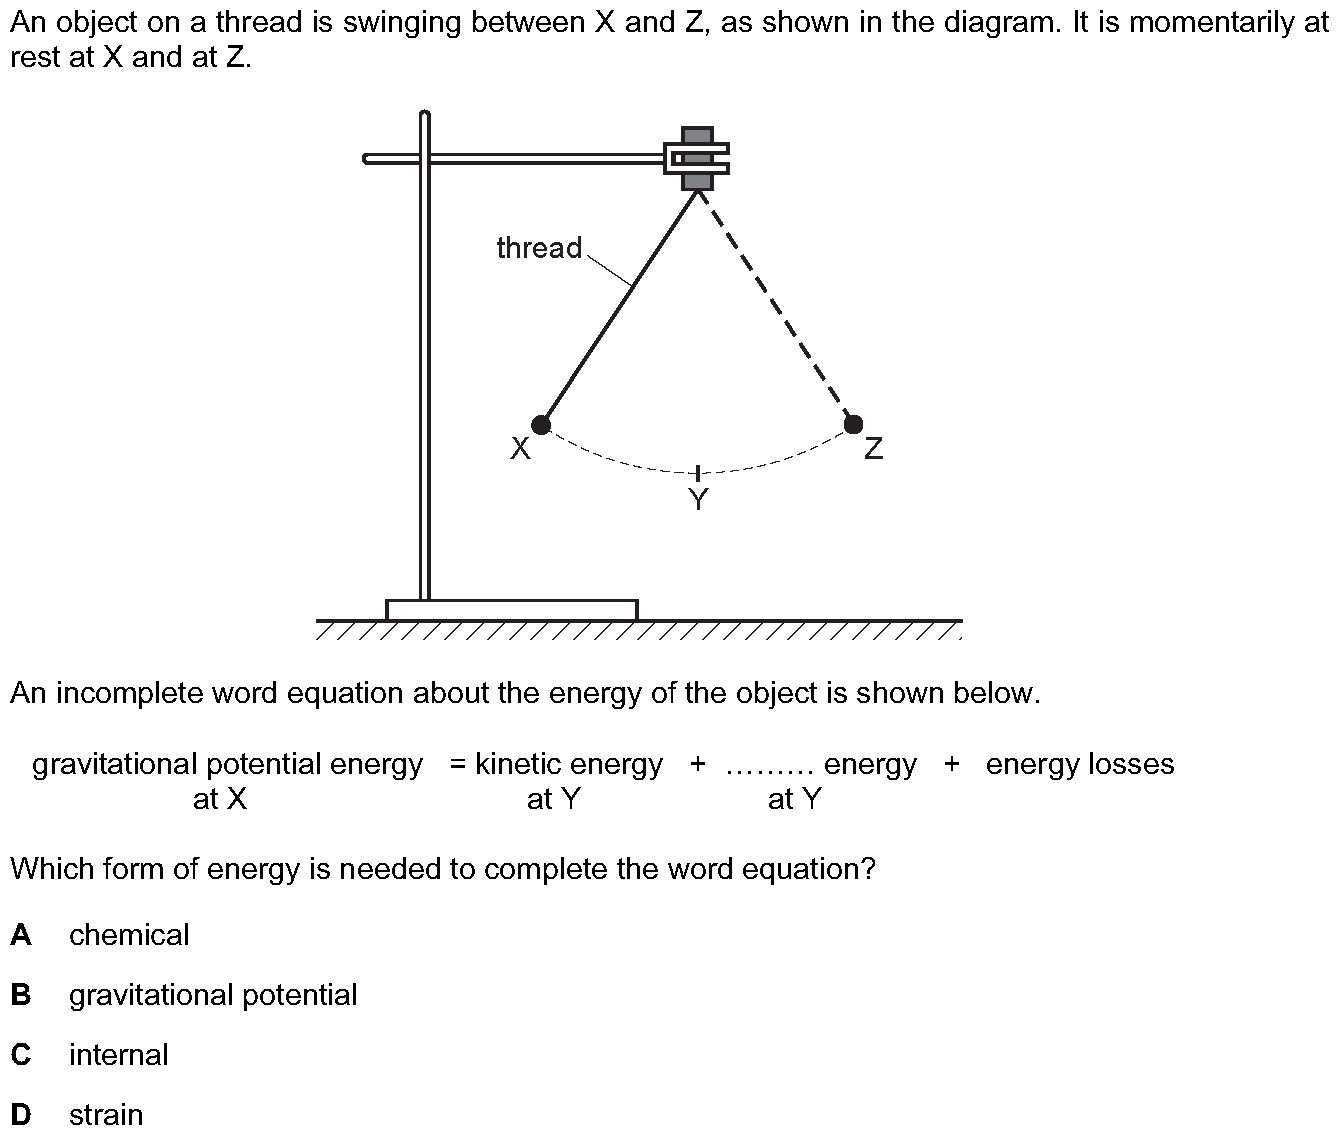 An object on a thread is swinging between X and Z, as shown in the diagram. It is momentarily at
rest at X and at Z.
thread
X
Z
Y
An incomplete word equation about the energy of the object is shown below.
gravitational potential energy = kinetic energy + ......... energy + energy losses
at X at Y at Y
Which form of energy is needed to complete the word equation?
A chemical
B gravitational potential
C internal
D strain